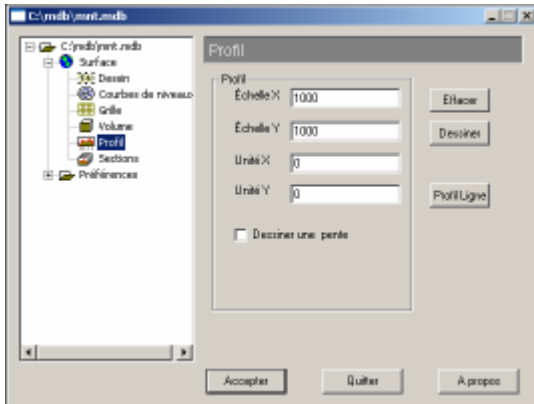 C:\mdb\mnt.mdb
C:\mdb\mnt.mdb
Surface
Dessin
Courbes de niveaux
Grille
Volume
Profil
Sections
Préférences
Profil
Profil
Échelle X 1000
Échelle Y 1000
Unité X 0
Unité Y 0
Dessiner une pente
Effacer
Dessiner
Profil Ligne
Accepter
Quitter
A propos